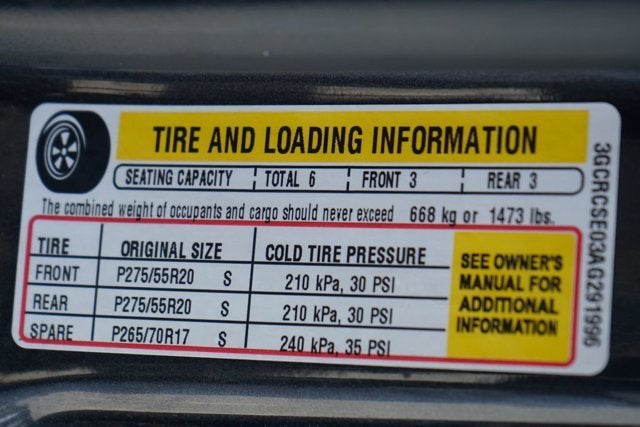 TIRE AND LOADING INFORMATION
SEATING CAPACITY TOTAL 6 FRONT 3 REAR 3
The combined weight of occupants and cargo should never exceed 668 kg or 1473 lbs.
TIRE ORIGINAL SIZE COLD TIRE PRESSURE
FRONT P275/55R20 S 210 kPa, 30 PSI
REAR P275/55R20 S 210 kPa, 30 PSI
SPARE P265/70R17 S 240 kPa, 35 PSI
SEE OWNER'S
MANUAL FOR
ADDITIONAL
INFORMATION
3GCRCSE03AG291996